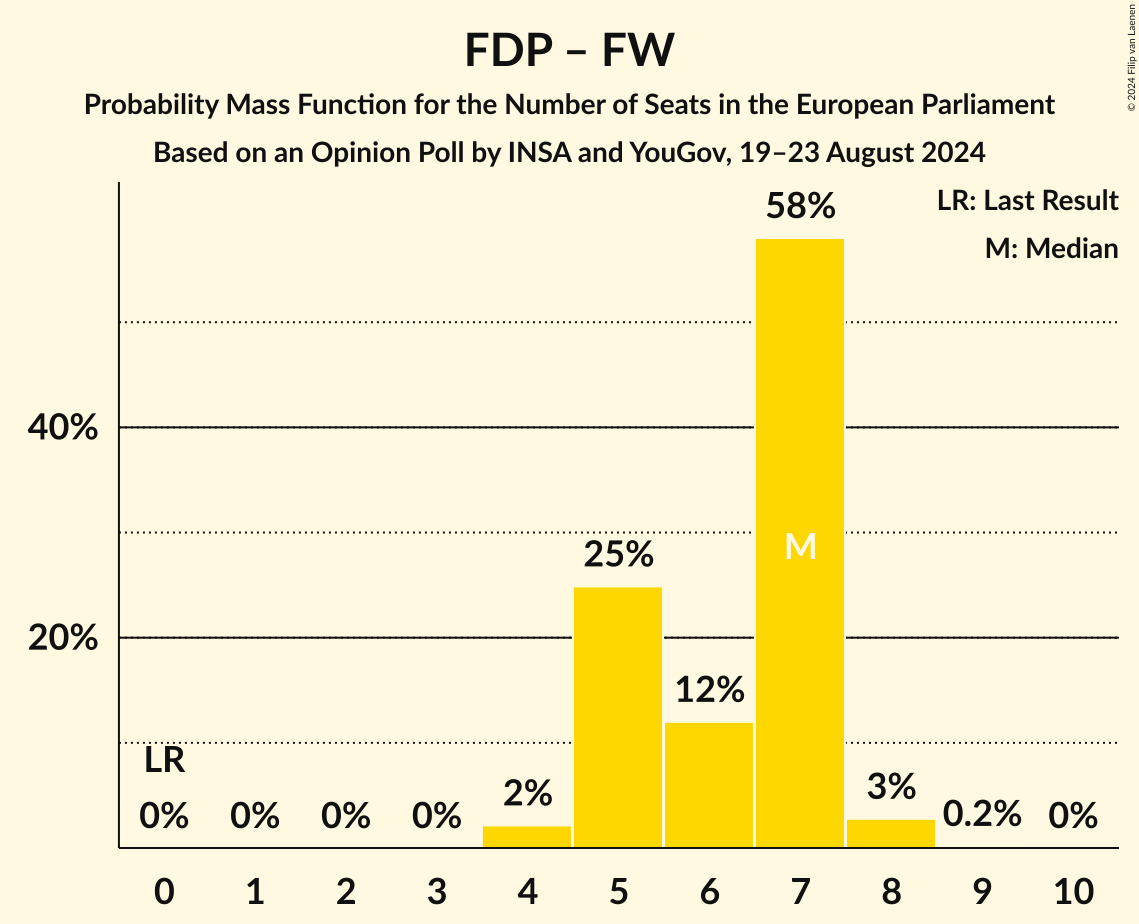 FDP – FW
Probability Mass Function for the Number of Seats in the European Parliament
Based on an Opinion Poll by INSA and YouGov, 19–23 August 2024
© 2024 Filip van Laenen
LR: Last Result
M: Median
58%
40%
M
25%
20%
12%
LR
0% 0% 0% 0% 2% 3% 0.2% 0%
0 1 2 3 4 5 6 7 8 9 10